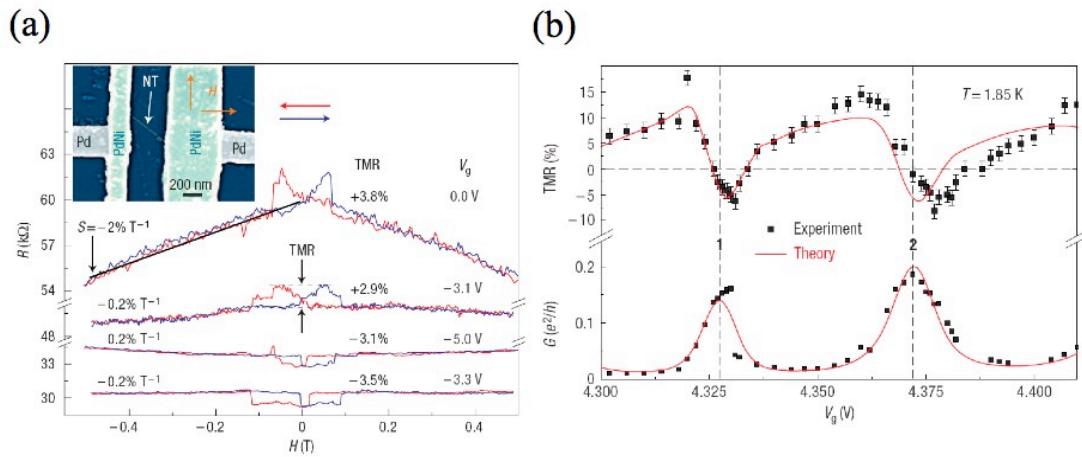 (a)
NT
H
Pd
PdNi
PdNi
Pd
200 nm
TMR
Vg
+3.8%
0.0 V
S=−2% T⁻¹
TMR
−0.2% T⁻¹
+2.9%
−3.1 V
0.2% T⁻¹
−3.1%
−5.0 V
−0.2% T⁻¹
−3.5%
−3.3 V
R (kΩ)
63
60
57
54
48
33
30
−0.4
−0.2
0
0.2
0.4
H (T)
(b)
T = 1.85 K
TMR (%)
20
15
10
5
0
−5
−10
Experiment
Theory
1
2
G (e²/h)
0.2
0.1
0
4.300
4.325
4.350
4.375
4.400
Vg (V)